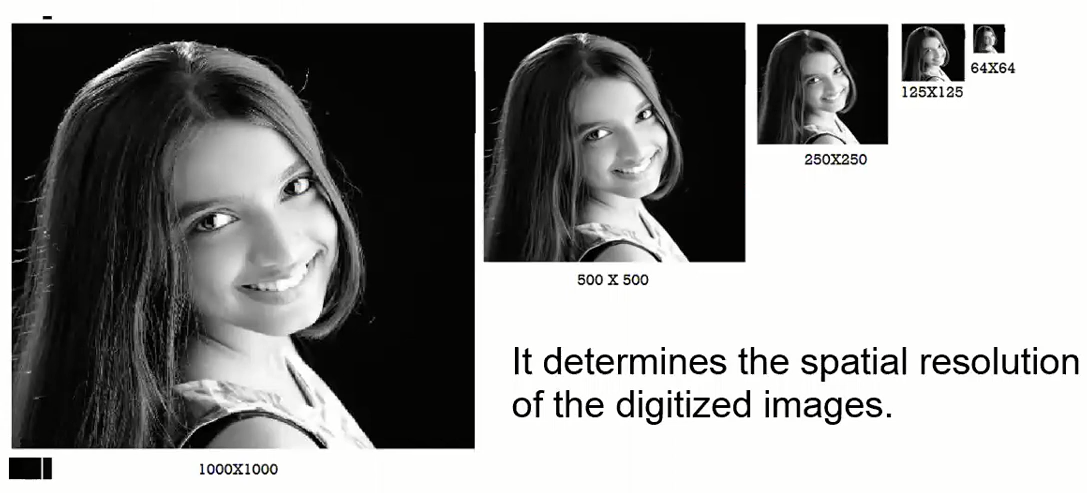 64X64
125X125
250X250
500 X 500
It determines the spatial resolution
of the digitized images.
1000X1000